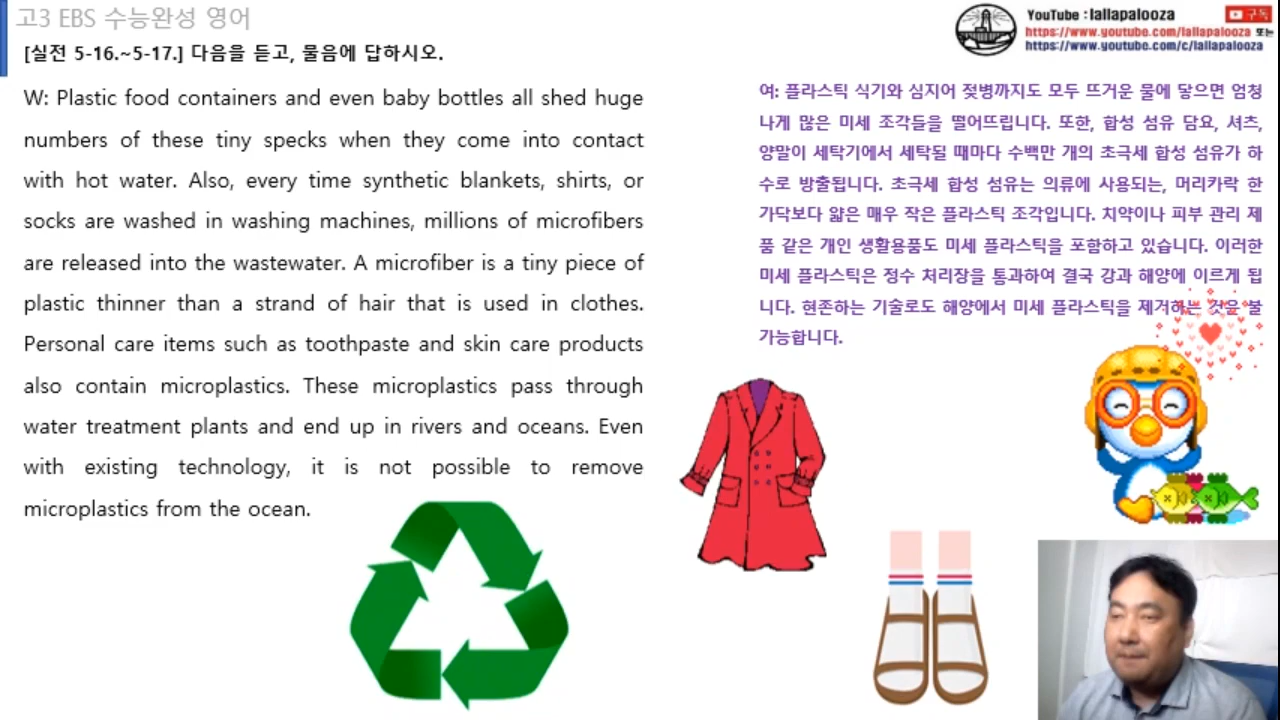 고3 EBS 수능완성 영어
[실전 5-16.~5-17.] 다음을 듣고, 물음에 답하시오.
YouTube : lallapalooza
구독
https://www.youtube.com/lallapalooza 또는
https://www.youtube.com/c/lallapalooza
W: Plastic food containers and even baby bottles all shed huge
numbers of these tiny specks when they come into contact
with hot water. Also, every time synthetic blankets, shirts, or
socks are washed in washing machines, millions of microfibers
are released into the wastewater. A microfiber is a tiny piece of
plastic thinner than a strand of hair that is used in clothes.
Personal care items such as toothpaste and skin care products
also contain microplastics. These microplastics pass through
water treatment plants and end up in rivers and oceans. Even
with existing technology, it is not possible to remove
microplastics from the ocean.
여: 플라스틱 식기와 심지어 젖병까지도 모두 뜨거운 물에 닿으면 엄청
나게 많은 미세 조각들을 떨어뜨립니다. 또한, 합성 섬유 담요, 셔츠,
양말이 세탁기에서 세탁될 때마다 수백만 개의 초극세 합성 섬유가 하
수로 방출됩니다. 초극세 합성 섬유는 의류에 사용되는, 머리카락 한
가닥보다 얇은 매우 작은 플라스틱 조각입니다. 치약이나 피부 관리 제
품 같은 개인 생활용품도 미세 플라스틱을 포함하고 있습니다. 이러한
미세 플라스틱은 정수 처리장을 통과하여 결국 강과 해양에 이르게 됩
니다. 현존하는 기술로도 해양에서 미세 플라스틱을 제거하는 것은 불
가능합니다.